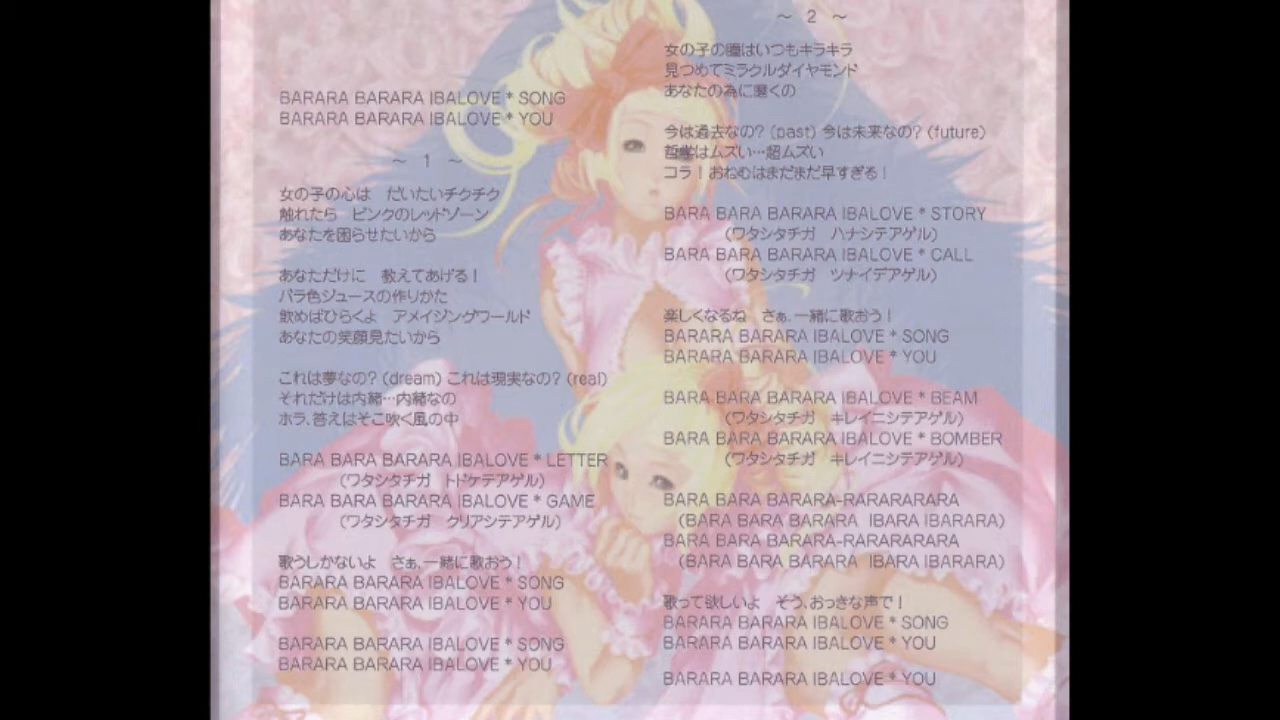 BARARA BARARA IBALOVE * SONG
BARARA BARARA IBALOVE * YOU
～ 1 ～
女の子の心は　だいたいチクチク
触れたら　ピンクのレッドゾーン
あなたを困らせたいから
あなただけに　教えてあげる！
バラ色ジュースの作りかた
飲めばひらくよ　アメイジングワールド
あなたの笑顔見たいから
これは夢なの? (dream) これは現実なの? (real)
それだけは内緒…内緒なの
ホラ、答えはそこ吹く風の中
BARA BARA BARARA IBALOVE * LETTER
(ワタシタチガ　トドケテアゲル)
BARA BARA BARARA IBALOVE * GAME
(ワタシタチガ　クリアシテアゲル)
歌うしかないよ　さぁ、一緒に歌おう！
BARARA BARARA IBALOVE * SONG
BARARA BARARA IBALOVE * YOU
BARARA BARARA IBALOVE * SONG
BARARA BARARA IBALOVE * YOU
～ 2 ～
女の子の瞳はいつもキラキラ
見つめてミラクルダイヤモンド
あなたの為に磨くの
今は過去なの? (past) 今は未来なの? (future)
哲学はムズい…超ムズい
コラ！おねむはまだまだ早すぎる！
BARA BARA BARARA IBALOVE * STORY
(ワタシタチガ　ハナシテアゲル)
BARA BARA BARARA IBALOVE * CALL
(ワタシタチガ　ツナイデアゲル)
楽しくなるね　さぁ、一緒に歌おう！
BARARA BARARA IBALOVE * SONG
BARARA BARARA IBALOVE * YOU
BARARA BARARA IBALOVE * BEAM
(ワタシタチガ　キレイニシテアゲル)
BARARA BARARA IBALOVE * BOMBER
(ワタシタチガ　キレイニシテアゲル)
BARA BARA BARARA-RARARARARA
(BARA BARA BARARA IBARA IBARARA)
BARA BARA BARARA-RARARARARA
(BARA BARA BARARA IBARA IBARARA)
歌って欲しいよ　そう、おっきな声で！
BARARA BARARA IBALOVE * SONG
BARARA BARARA IBALOVE * YOU
BARARA BARARA IBALOVE * YOU